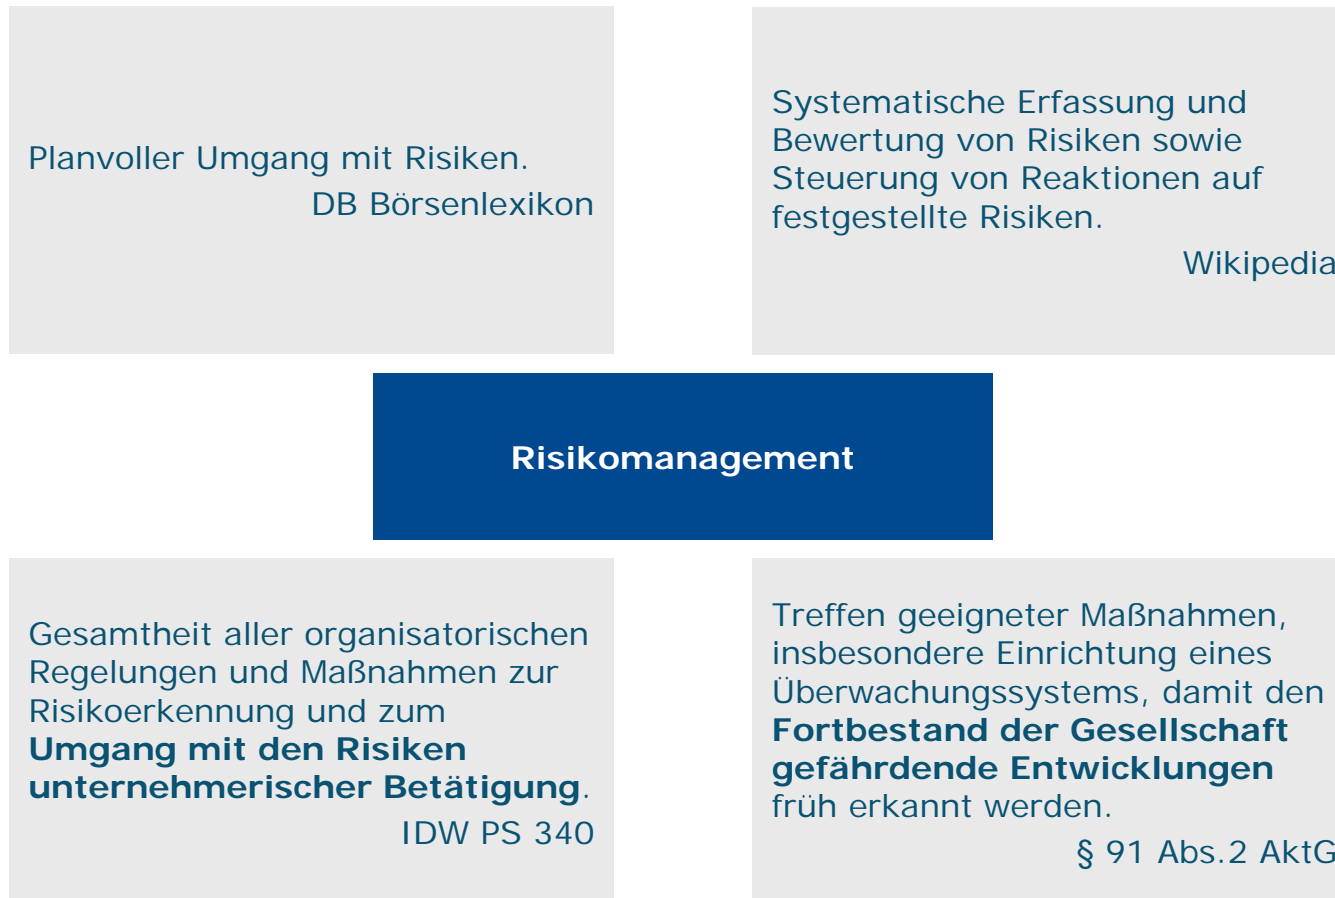 Planvoller Umgang mit Risiken.
DB Börsenlexikon
Systematische Erfassung und
Bewertung von Risiken sowie
Steuerung von Reaktionen auf
festgestellte Risiken.
Wikipedia
Risikomanagement
Gesamtheit aller organisatorischen
Regelungen und Maßnahmen zur
Risikoerkennung und zum
Umgang mit den Risiken
unternehmerischer Betätigung.
IDW PS 340
Treffen geeigneter Maßnahmen,
insbesondere Einrichtung eines
Überwachungssystems, damit den
Fortbestand der Gesellschaft
gefährdende Entwicklungen
früh erkannt werden.
§ 91 Abs.2 AktG